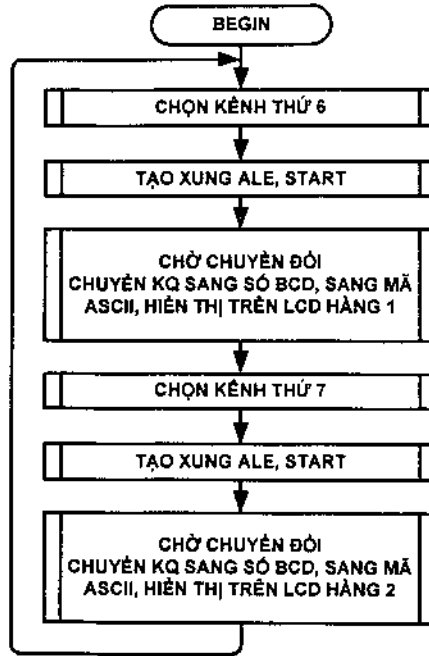 BEGIN
CHỌN KÊNH THỨ 6
TẠO XUNG ALE, START
CHỜ CHUYỂN ĐỔI
CHUYỂN KQ SANG SỐ BCD, SANG MÃ
ASCII, HIỂN THỊ TRÊN LCD HÀNG 1
CHỌN KÊNH THỨ 7
TẠO XUNG ALE, START
CHỜ CHUYỂN ĐỔI
CHUYỂN KQ SANG SỐ BCD, SANG MÃ
ASCII, HIỂN THỊ TRÊN LCD HÀNG 2